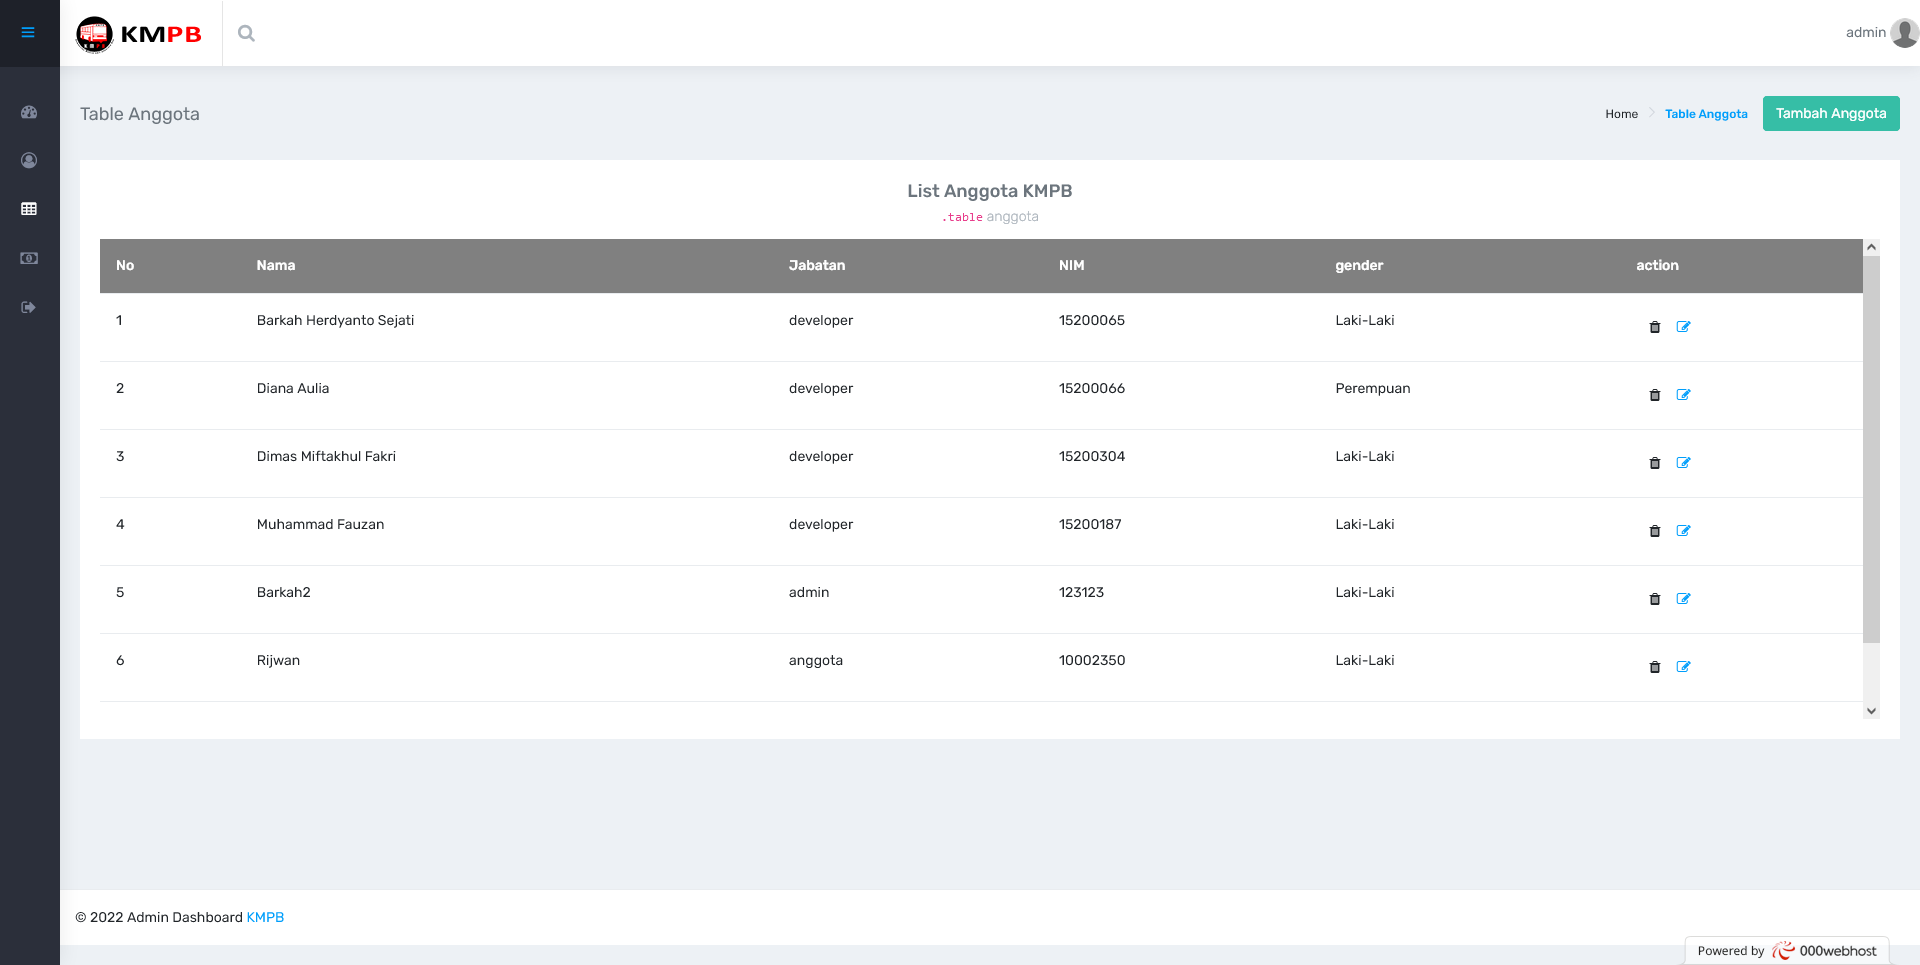 KMPB
admin
Table Anggota
Home
Table Anggota
Tambah Anggota
List Anggota KMPB
.table anggota
No Nama Jabatan NIM gender action
1 Barkah Herdyanto Sejati developer 15200065 Laki-Laki
2 Diana Aulia developer 15200066 Perempuan
3 Dimas Miftakhul Fakri developer 15200304 Laki-Laki
4 Muhammad Fauzan developer 15200187 Laki-Laki
5 Barkah2 admin 123123 Laki-Laki
6 Rijwan anggota 10002350 Laki-Laki
© 2022 Admin Dashboard KMPB
Powered by 000webhost